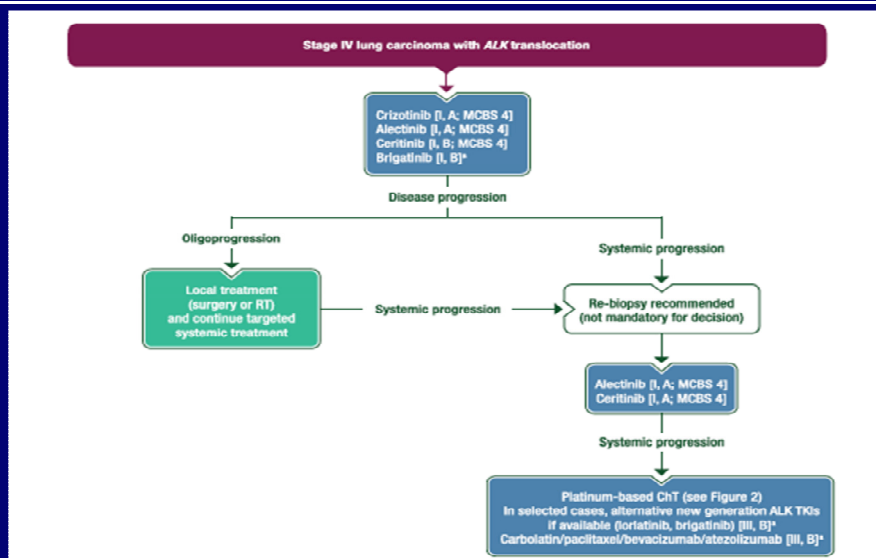 Stage IV lung carcinoma with ALK translocation
Crizotinib [I, A; MCBS 4]
Alectinib [I, A; MCBS 4]
Ceritinib [I, B; MCBS 4]
Brigatinib [I, B]ª
Disease progression
Oligoprogression
Systemic progression
Local treatment
(surgery or RT)
and continue targeted
systemic treatment
Systemic progression
Re-biopsy recommended
(not mandatory for decision)
Alectinib [I, A; MCBS 4]
Ceritinib [I, A; MCBS 4]
Systemic progression
Platinum-based ChT (see Figure 2)
In selected cases, alternative new generation ALK TKIs
if available (lorlatinib, brigatinib) [III, B]ª
Carbolatin/paclitaxel/bevacizumab/atezolizumab [III, B]ª